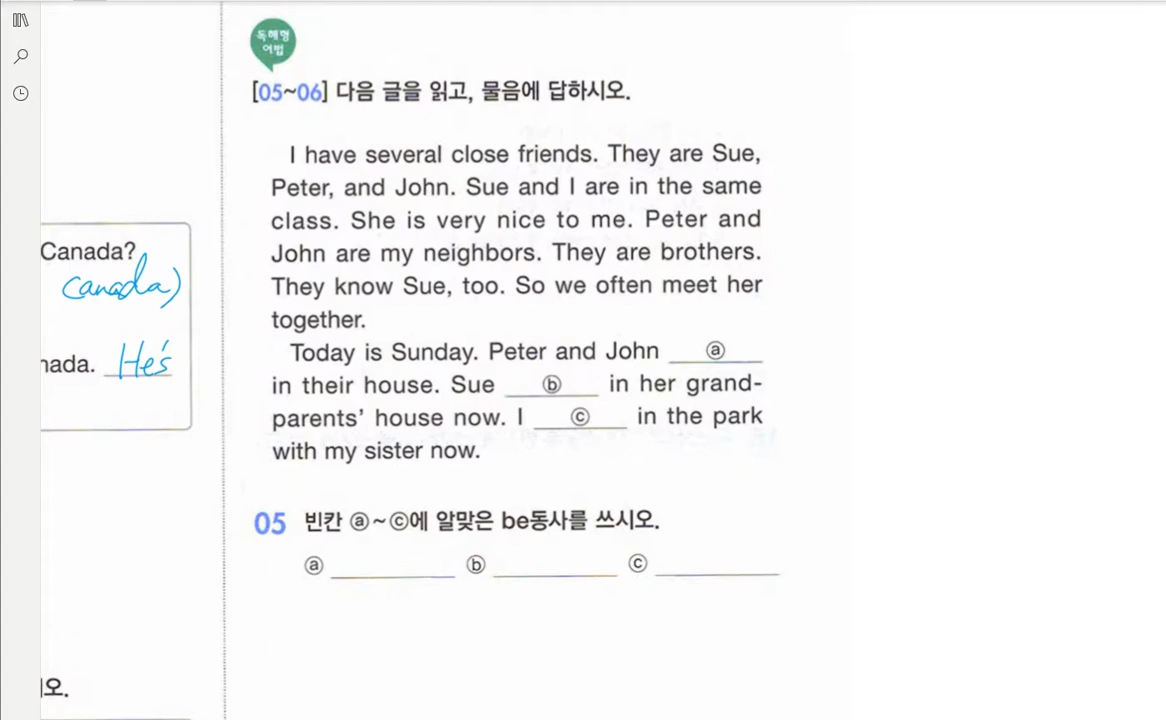 독해형
어법
[05~06] 다음 글을 읽고, 물음에 답하시오.
I have several close friends. They are Sue,
Peter, and John. Sue and I are in the same
class. She is very nice to me. Peter and
John are my neighbors. They are brothers.
They know Sue, too. So we often meet her
together.
Today is Sunday. Peter and John ⓐ
in their house. Sue ⓑ in her grand-
parents' house now. I ⓒ in the park
with my sister now.
05 빈칸 ⓐ~ⓒ에 알맞은 be동사를 쓰시오.
ⓐ ⓑ ⓒ
Canada?
Canada)
nada. He's
오.